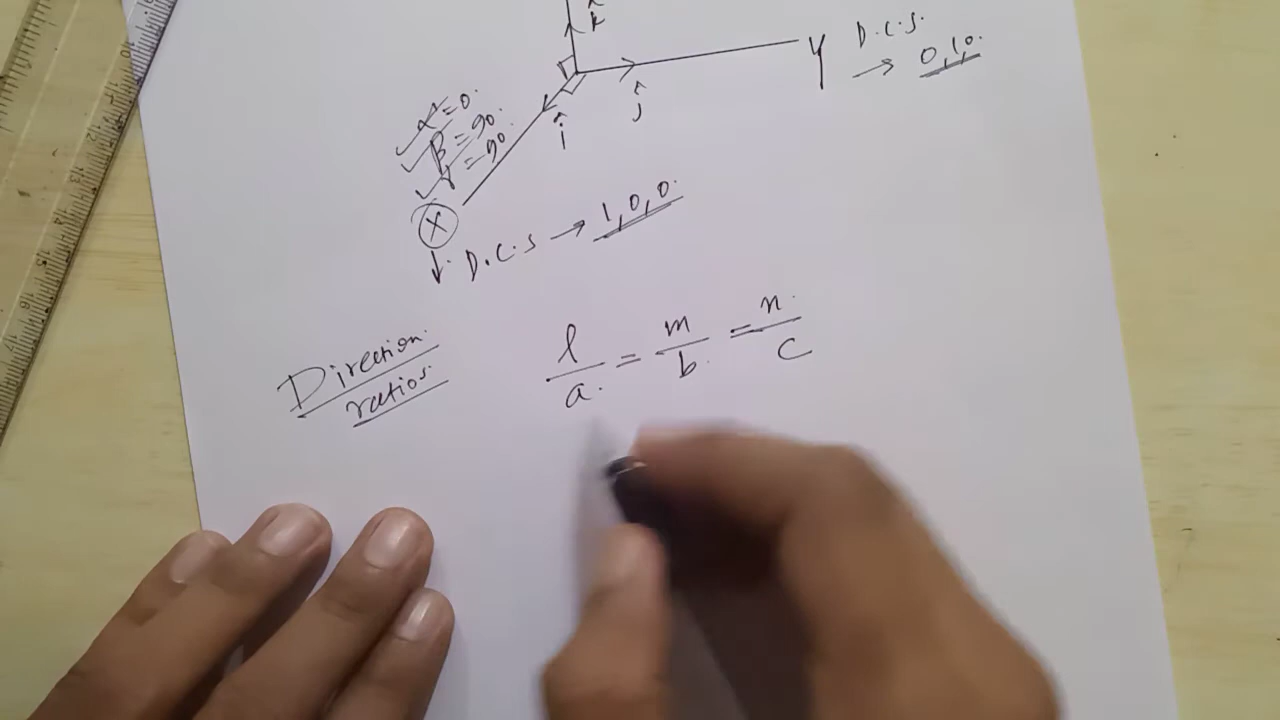 k̂
Y D.C.S.
→ 0,1,0.
ĵ
î
α=0.
β=90.
γ=90.
X
↓ D.C.S → 1,0,0.
Direction
ratios.
l/a = m/b = n/c